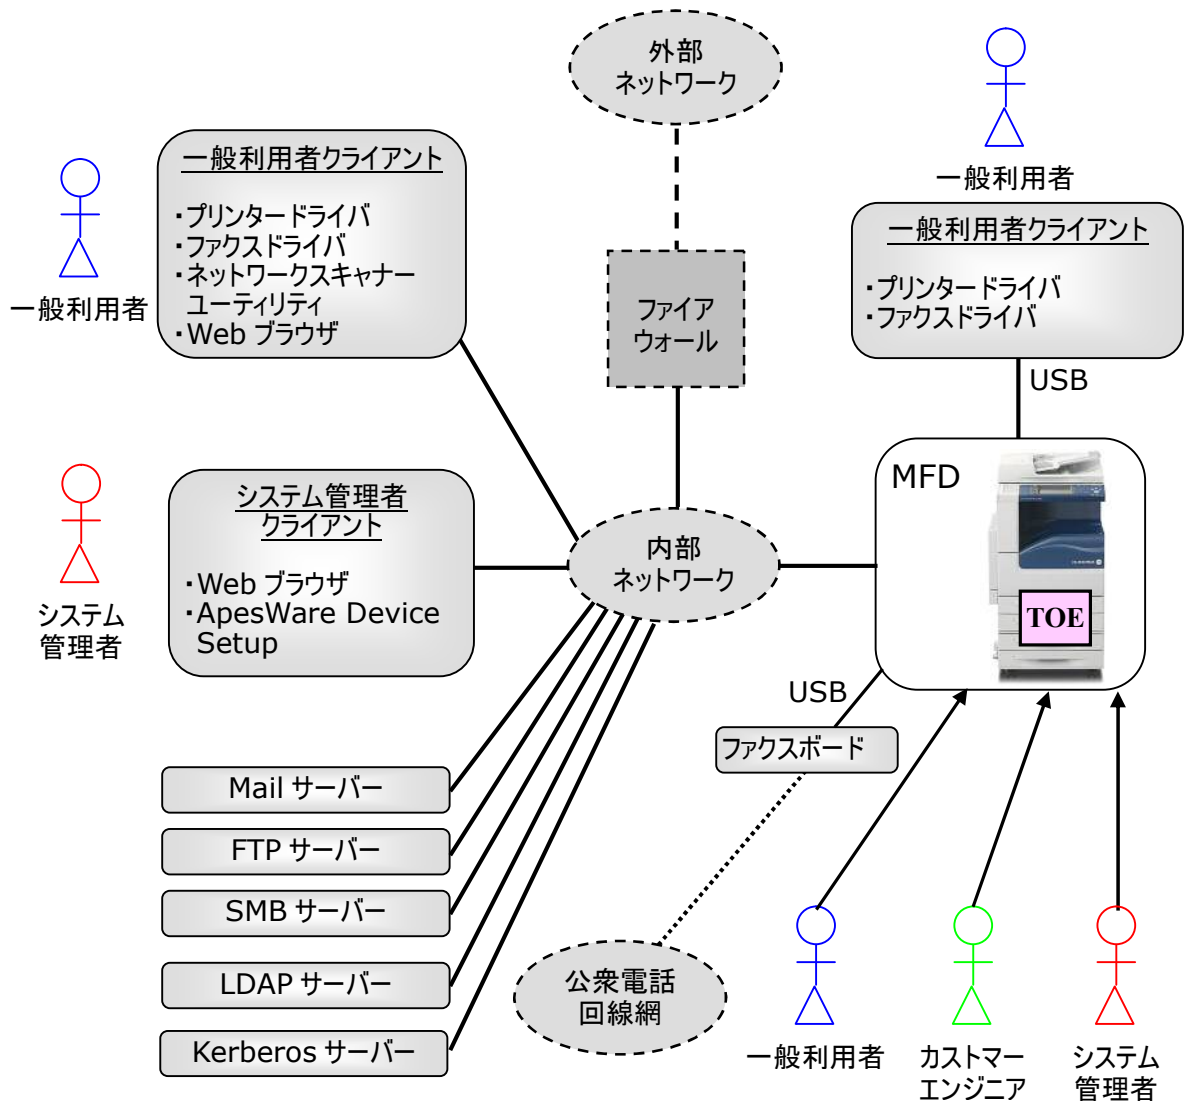 外部
ネットワーク
一般利用者
一般利用者クライアント
・プリンタードライバ
・ファクスドライバ
・ネットワークスキャナー
ユーティリティ
・Web ブラウザ
一般利用者
一般利用者クライアント
・プリンタードライバ
・ファクスドライバ
USB
ファイア
ウォール
MFD
TOE
システム管理者
クライアント
・Web ブラウザ
・ApesWare Device
Setup
システム
管理者
内部
ネットワーク
USB
ファクスボード
Mail サーバー
FTP サーバー
SMB サーバー
LDAP サーバー
Kerberos サーバー
公衆電話
回線網
一般利用者
カストマー
エンジニア
システム
管理者